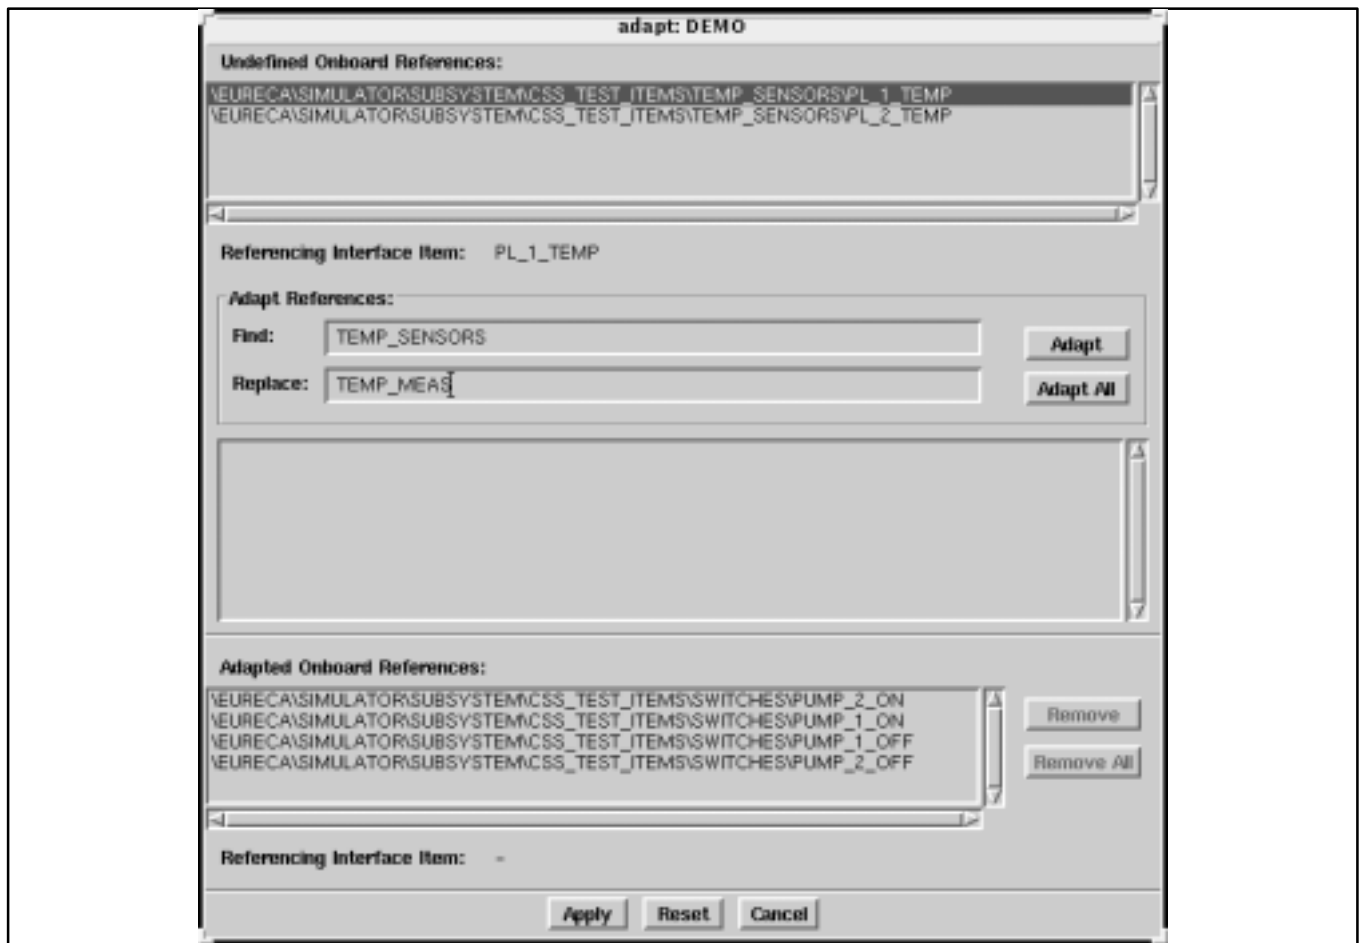 adapt: DEMO
Undefined Onboard References:
\EURECA\SIMULATOR\SUBSYSTEM\CSS_TEST_ITEMS\TEMP_SENSORS\PL_1_TEMP
\EURECA\SIMULATOR\SUBSYSTEM\CSS_TEST_ITEMS\TEMP_SENSORS\PL_2_TEMP
Referencing Interface Item: PL_1_TEMP
Adapt References:
Find: TEMP_SENSORS
Adapt
Replace: TEMP_MEAS
Adapt All
Adapted Onboard References:
\EURECA\SIMULATOR\SUBSYSTEM\CSS_TEST_ITEMS\SWITCHES\PUMP_2_ON
\EURECA\SIMULATOR\SUBSYSTEM\CSS_TEST_ITEMS\SWITCHES\PUMP_1_ON
\EURECA\SIMULATOR\SUBSYSTEM\CSS_TEST_ITEMS\SWITCHES\PUMP_1_OFF
\EURECA\SIMULATOR\SUBSYSTEM\CSS_TEST_ITEMS\SWITCHES\PUMP_2_OFF
Remove
Remove All
Referencing Interface Item: -
Apply Reset Cancel